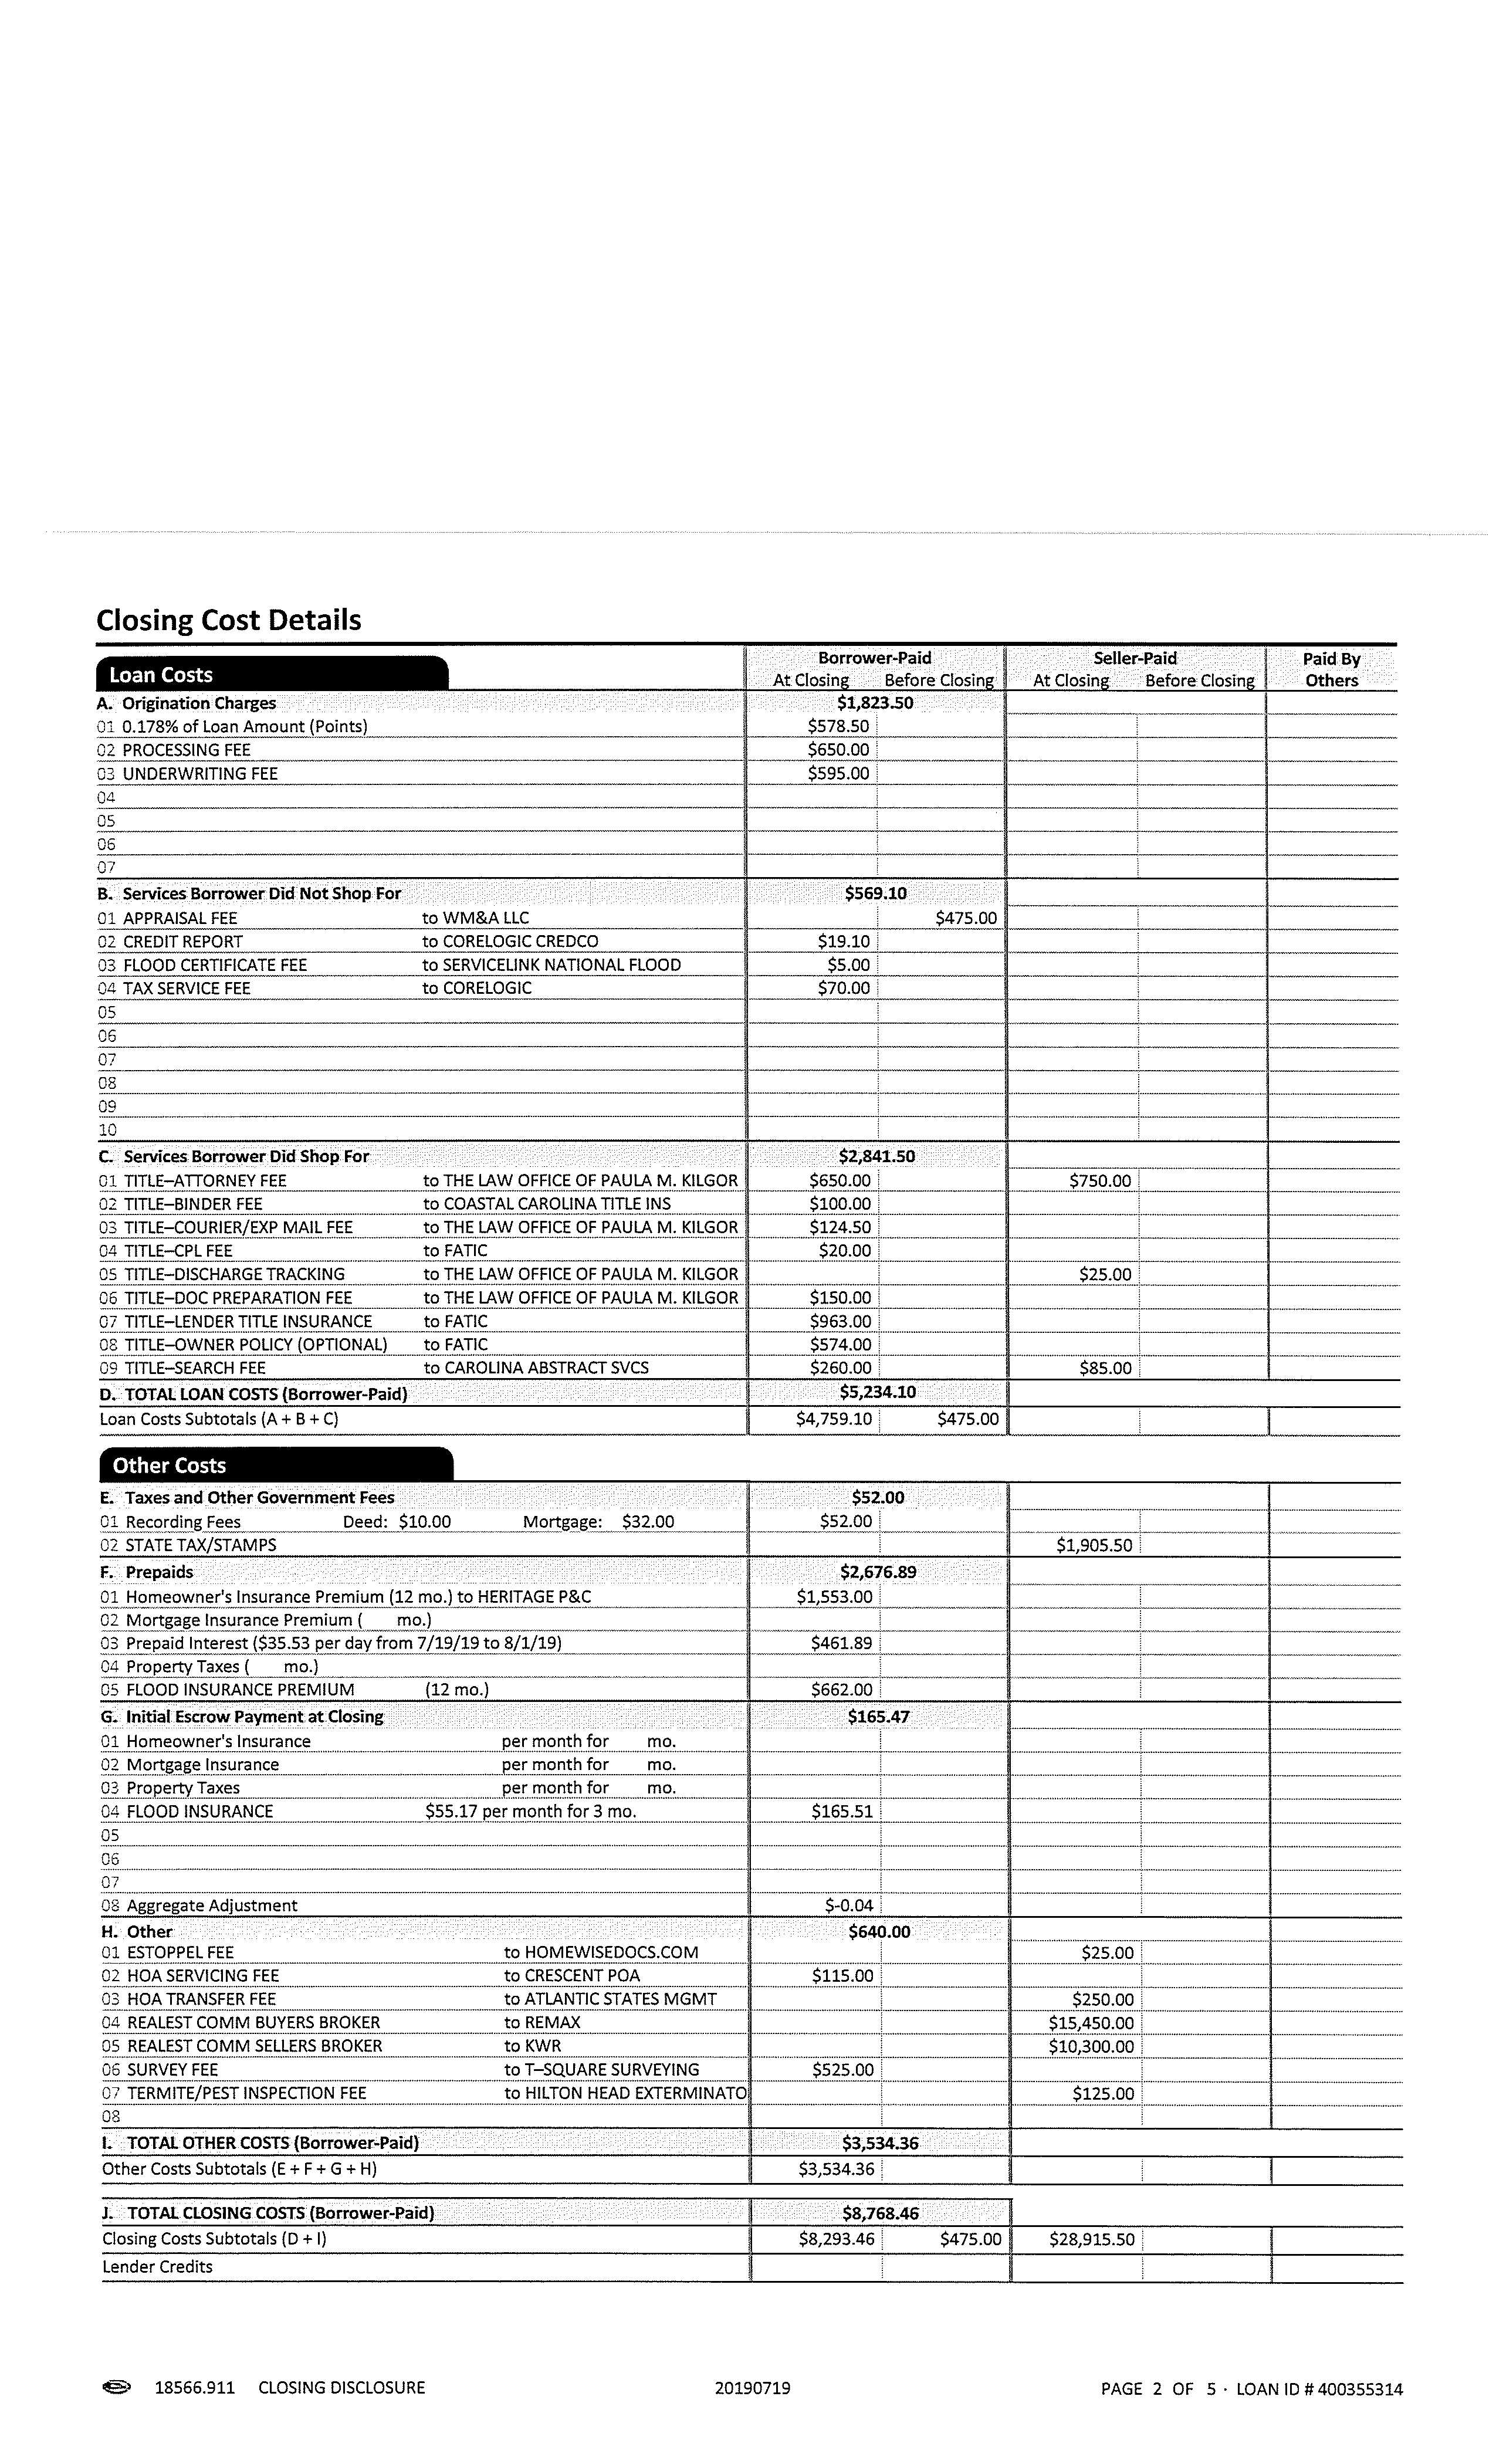 Closing Cost Details
Loan Costs Borrower-Paid Seller-Paid Paid By
At Closing Before Closing At Closing Before Closing Others
A. Origination Charges $1,823.50
01 0.178% of Loan Amount (Points) $578.50
02 PROCESSING FEE $650.00
03 UNDERWRITING FEE $595.00
04
05
06
07
B. Services Borrower Did Not Shop For $569.10
01 APPRAISAL FEE to WM&A LLC $475.00
02 CREDIT REPORT to CORELOGIC CREDCO $19.10
03 FLOOD CERTIFICATE FEE to SERVICELINK NATIONAL FLOOD $5.00
04 TAX SERVICE FEE to CORELOGIC $70.00
05
06
07
08
09
10
C. Services Borrower Did Shop For $2,841.50
01 TITLE–ATTORNEY FEE to THE LAW OFFICE OF PAULA M. KILGOR $650.00 $750.00
02 TITLE–BINDER FEE to COASTAL CAROLINA TITLE INS $100.00
03 TITLE–COURIER/EXP MAIL FEE to THE LAW OFFICE OF PAULA M. KILGOR $124.50
04 TITLE–CPL FEE to FATIC $20.00
05 TITLE–DISCHARGE TRACKING to THE LAW OFFICE OF PAULA M. KILGOR $25.00
06 TITLE–DOC PREPARATION FEE to THE LAW OFFICE OF PAULA M. KILGOR $150.00
07 TITLE–LENDER TITLE INSURANCE to FATIC $963.00
08 TITLE–OWNER POLICY (OPTIONAL) to FATIC $574.00
09 TITLE–SEARCH FEE to CAROLINA ABSTRACT SVCS $260.00 $85.00
D. TOTAL LOAN COSTS (Borrower-Paid) $5,234.10
Loan Costs Subtotals (A + B + C) $4,759.10 $475.00
Other Costs
E. Taxes and Other Government Fees $52.00
01 Recording Fees Deed: $10.00 Mortgage: $32.00 $52.00
02 STATE TAX/STAMPS $1,905.50
F. Prepaids $2,676.89
01 Homeowner's Insurance Premium (12 mo.) to HERITAGE P&C $1,553.00
02 Mortgage Insurance Premium ( mo.)
03 Prepaid Interest ($35.53 per day from 7/19/19 to 8/1/19) $461.89
04 Property Taxes ( mo.)
05 FLOOD INSURANCE PREMIUM (12 mo.) $662.00
G. Initial Escrow Payment at Closing $165.47
01 Homeowner's Insurance per month for mo.
02 Mortgage Insurance per month for mo.
03 Property Taxes per month for mo.
04 FLOOD INSURANCE $55.17 per month for 3 mo. $165.51
05
06
07
08 Aggregate Adjustment $-0.04
H. Other $640.00
01 ESTOPPEL FEE to HOMEWISEDOCS.COM $25.00
02 HOA SERVICING FEE to CRESCENT POA $115.00
03 HOA TRANSFER FEE to ATLANTIC STATES MGMT $250.00
04 REALEST COMM BUYERS BROKER to REMAX $15,450.00
05 REALEST COMM SELLERS BROKER to KWR $10,300.00
06 SURVEY FEE to T–SQUARE SURVEYING $525.00
07 TERMITE/PEST INSPECTION FEE to HILTON HEAD EXTERMINATO $125.00
08
I. TOTAL OTHER COSTS (Borrower-Paid) $3,534.36
Other Costs Subtotals (E + F + G + H) $3,534.36
J. TOTAL CLOSING COSTS (Borrower-Paid) $8,768.46
Closing Costs Subtotals (D + I) $8,293.46 $475.00 $28,915.50
Lender Credits
18566.911 CLOSING DISCLOSURE 20190719 PAGE 2 OF 5 · LOAN ID # 400355314